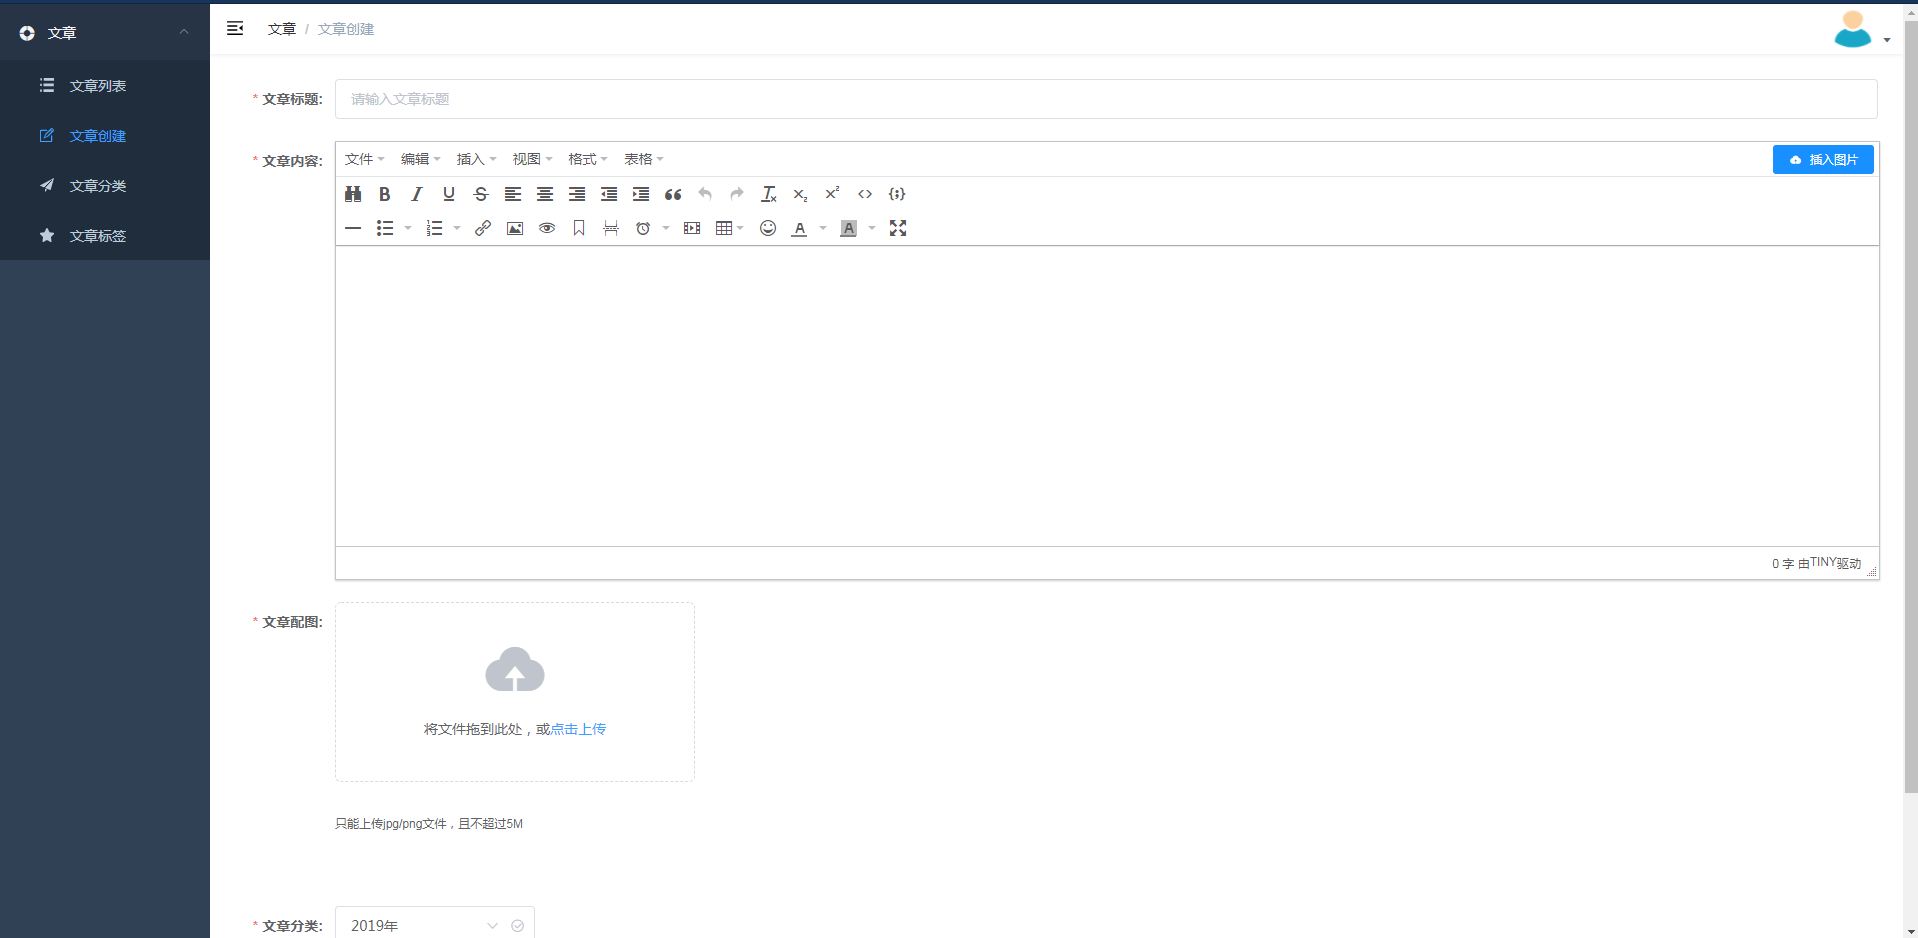 文章
文章列表
文章创建
文章分类
文章标签
文章 / 文章创建
* 文章标题: 请输入文章标题
* 文章内容: 文件 编辑 插入 视图 格式 表格 插入图片
0 字 由TINY驱动
* 文章配图:
将文件拖到此处，或点击上传
只能上传jpg/png文件，且不超过5M
* 文章分类: 2019年